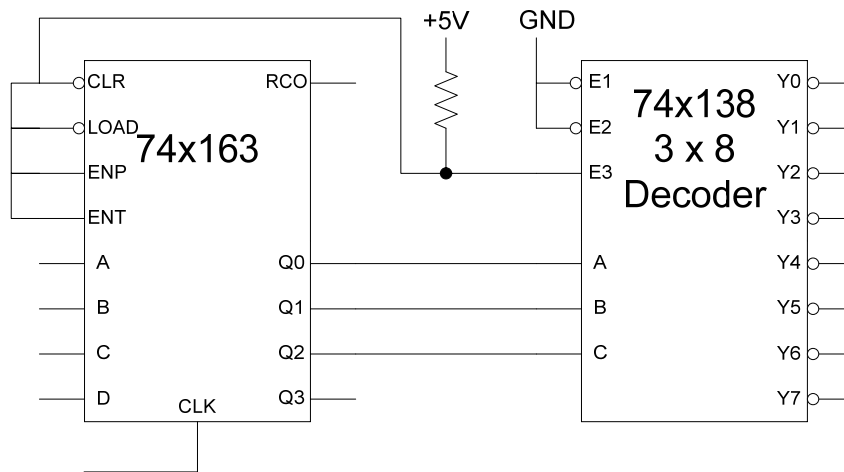 +5V
GND
CLR
LOAD
ENP
ENT
A
B
C
D
74x163
CLK
RCO
Q0
Q1
Q2
Q3
E1
E2
E3
A
B
C
74x138
3 x 8
Decoder
Y0
Y1
Y2
Y3
Y4
Y5
Y6
Y7